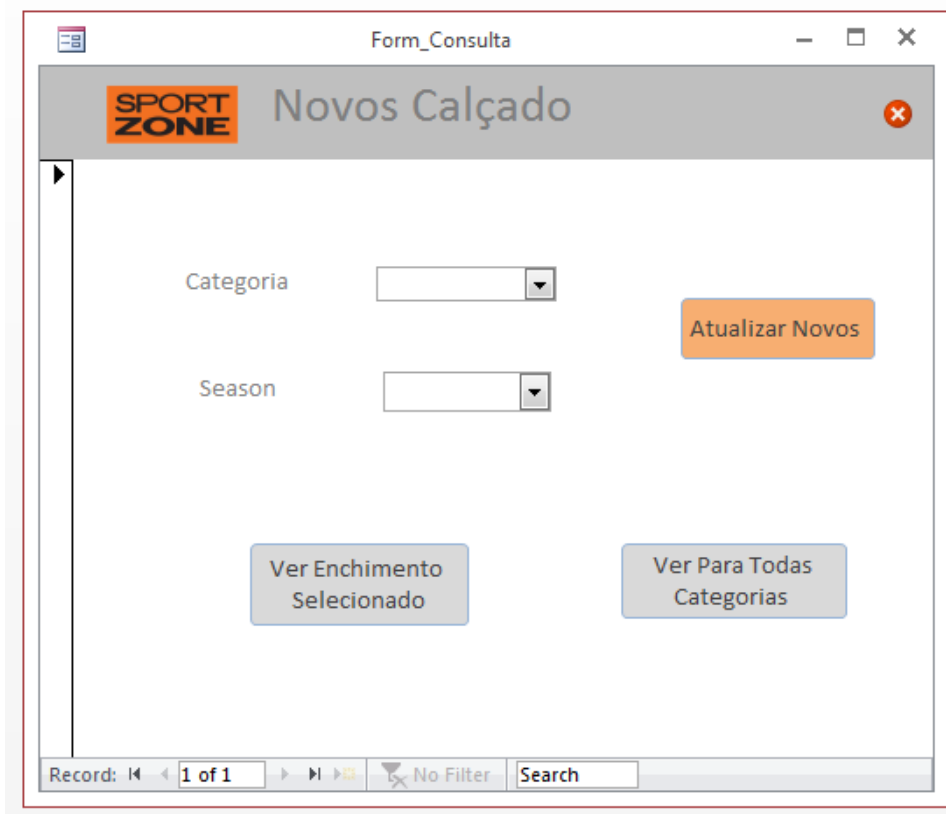 Form_Consulta
SPORT
ZONE
Novos Calçado
Categoria
Atualizar Novos
Season
Ver Enchimento
Selecionado
Ver Para Todas
Categorias
Record: 1 of 1 No Filter Search